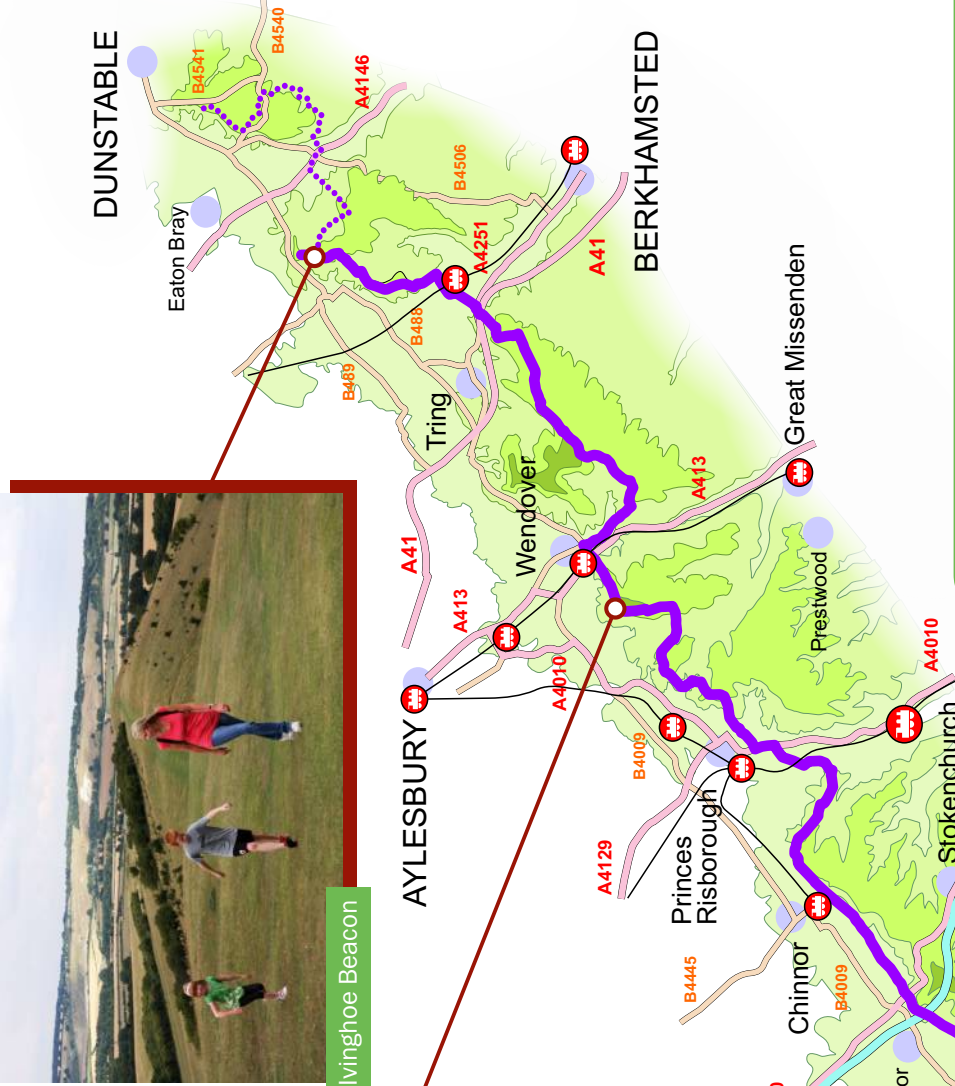 DUNSTABLE
B4541
B4540
A4146
Eaton Bray
B4506
BERKHAMSTED
A4251
A41
B488
B489
Tring
Great Missenden
Wendover
A413
A41
A413
Prestwood
A4010
A4010
AYLESBURY
B4009
A4129
Princes
Risborough
Stokenchurch
B4445
Chinnor
B4009
Ivinghoe Beacon
or